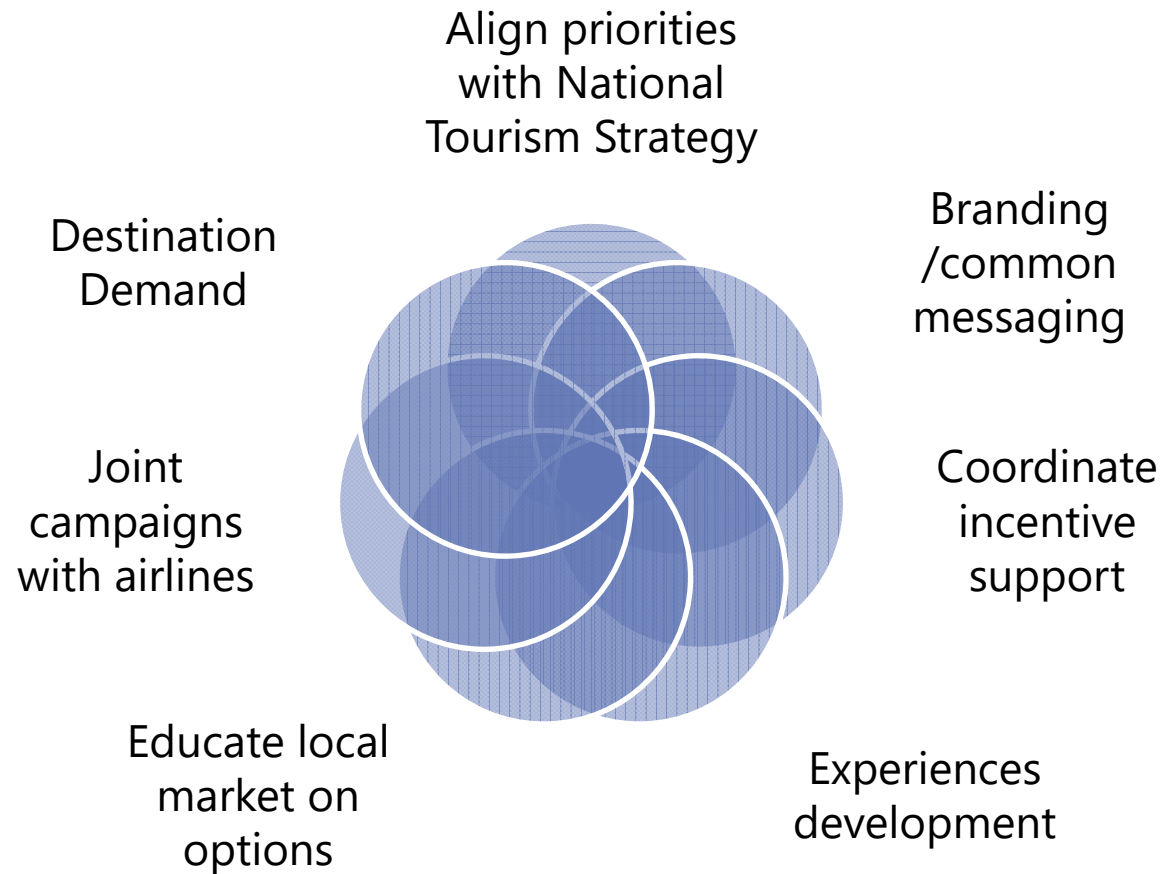 Align priorities
with National
Tourism Strategy
Branding
/common
messaging
Coordinate
incentive
support
Experiences
development
Educate local
market on
options
Joint
campaigns
with airlines
Destination
Demand